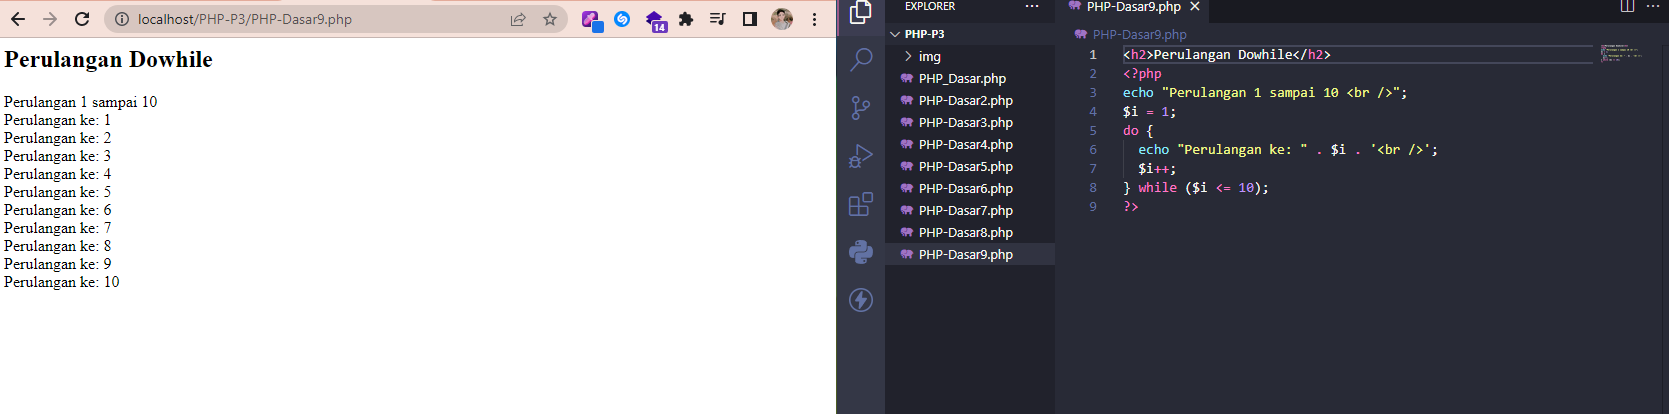 localhost/PHP-P3/PHP-Dasar9.php
14
Perulangan Dowhile
Perulangan 1 sampai 10
Perulangan ke: 1
Perulangan ke: 2
Perulangan ke: 3
Perulangan ke: 4
Perulangan ke: 5
Perulangan ke: 6
Perulangan ke: 7
Perulangan ke: 8
Perulangan ke: 9
Perulangan ke: 10
EXPLORER
PHP-P3
img
PHP_Dasar.php
PHP-Dasar2.php
PHP-Dasar3.php
PHP-Dasar4.php
PHP-Dasar5.php
PHP-Dasar6.php
PHP-Dasar7.php
PHP-Dasar8.php
PHP-Dasar9.php
PHP-Dasar9.php
PHP-Dasar9.php
1 <h2>Perulangan Dowhile</h2>
2 <?php
3 echo "Perulangan 1 sampai 10 <br />";
4 $i = 1;
5 do {
6 echo "Perulangan ke: " . $i . '<br />';
7 $i++;
8 } while ($i <= 10);
9 ?>